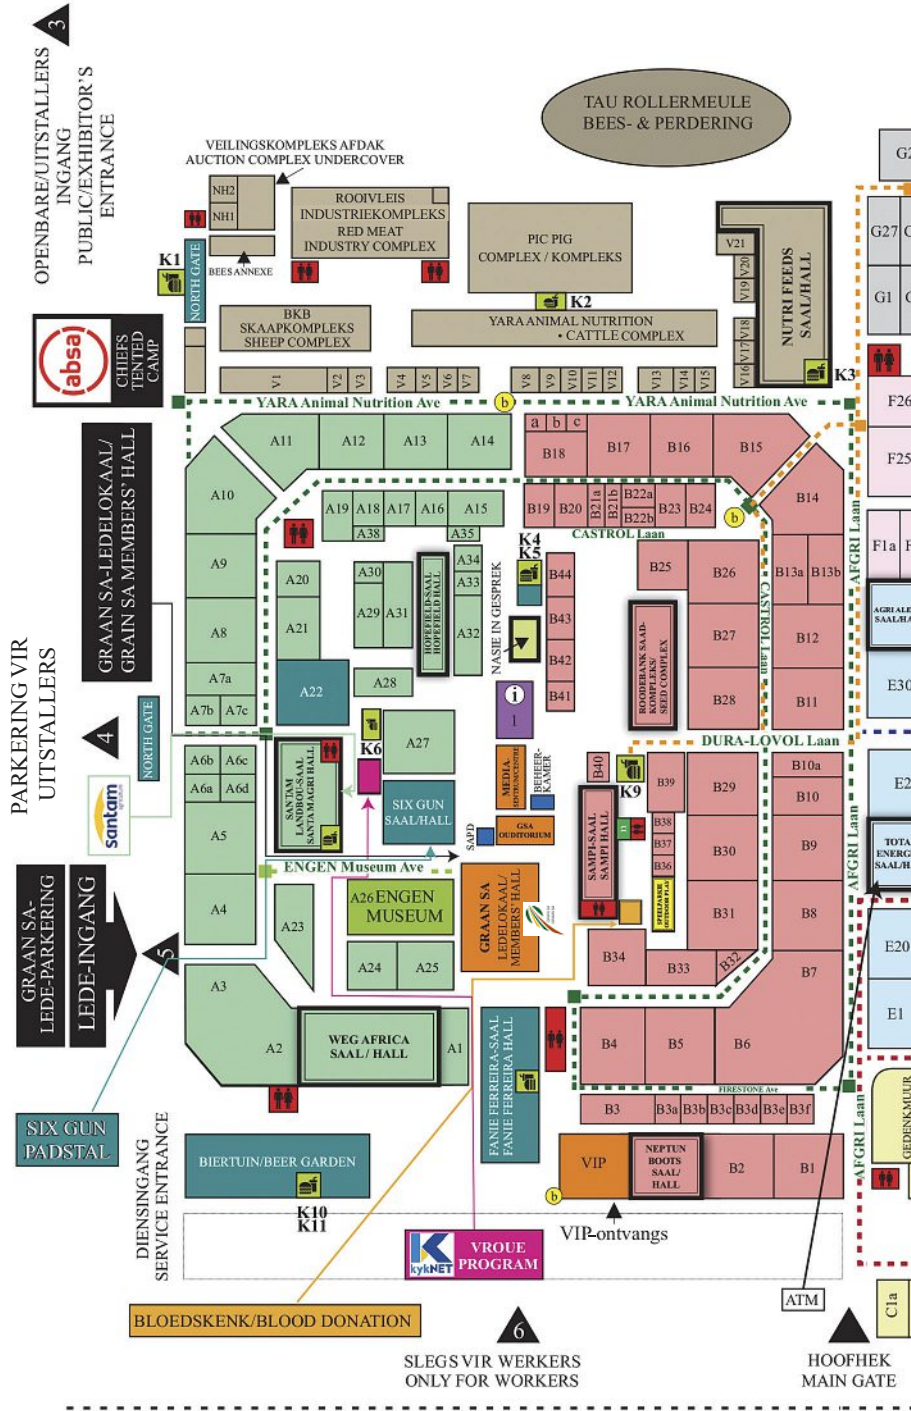 3
OPENBARE/UITSTALLERS
INGANG
PUBLIC/EXHIBITOR'S
ENTRANCE
VEILINGSKOMPLEKS AFDAK
AUCTION COMPLEX UNDERCOVER
NH2
NH1
BEES ANNEXE
K1
NORTH GATE
ROOIVLEIS
INDUSTRIEKOMPLEKS
RED MEAT
INDUSTRY COMPLEX
TAU ROLLERMEULE
BEES- & PERDERING
PIC PIG
COMPLEX / KOMPLEKS
K2
BKB
SKAAPKOMPLEKS
SHEEP COMPLEX
YARA ANIMAL NUTRITION
• CATTLE COMPLEX
V21
V20
V19
V18
V17
V16
NUTRI FEEDS
SAAL/HALL
K3
G27
G1
absa
CHIEFS
TENTED
CAMP
V1
V2
V3
V4
V5
V6
V7
V8
V9
V10
V11
V12
V13
V14
V15
YARA Animal Nutrition Ave
b
YARA Animal Nutrition Ave
F26
F25
F1a
GRAAN SA-LEDELOKAAL/
GRAIN SA MEMBERS' HALL
A11
A12
A13
A14
a
b
c
B18
B17
B16
B15
A10
B14
A19
A18
A17
A16
A15
A38
A35
B19
B20
B21a
B21b
B22a
B22b
B23
B24
b
CASTROL Laan
AFGRI Laan
A9
A20
A21
A30
A29
A31
HOPEFIELD-SAAL
HOPEFIELD HALL
A34
A33
A32
K4
K5
NASIE IN GESPREK
B44
B43
B42
B41
B25
B26
B27
B28
B13a
B13b
B12
B11
CASTROL Laan
ROODEBANK SAAD-
KOMPLEKS/
SEED COMPLEX
E30
A8
A7a
A7b
A7c
A22
A28
PARKERING VIR
UITSTALLERS
4
NORTH GATE
santam
K6
A27
i
1
DURA-LOVOL Laan
A6b
A6c
A6a
A6d
SANTAM
LANDBOU-SAAL
SANTA MAGRI HALL
SIX GUN
SAAL/HALL
MEDIA-
SENTRUM/CENTRE
BEHEER-
KAMER
SAPD
GSA
OUDITORIUM
B40
K9
B39
B29
B10a
B10
SAMPI-SAAL
SAMPI HALL
11
B38
B37
B36
B30
B9
A5
ENGEN Museum Ave
A4
A26 ENGEN
MUSEUM
GRAAN SA
LEDELOKAAL/
MEMBERS' HALL
B31
B8
AFGRI Laan
E20
E1
GRAAN SA-
LEDE-PARKERING
LEDE-INGANG
5
A23
A24
A25
B34
B33
B32
B7
A3
A2
WEG AFRICA
SAAL / HALL
A1
FANIE FERREIRA-SAAL
FANIE FERREIRA HALL
B4
B5
B6
FIRESTONE Ave
SIX GUN
PADSTAL
B3
B3a
B3b
B3c
B3d
B3e
B3f
AFGRI Laan
GEDENKMUUR
DIENSINGANG
SERVICE ENTRANCE
BIERTUIN/BEER GARDEN
K10
K11
VIP
b
NEPTUN
BOOTS
SAAL/
HALL
B2
B1
VIP-ontvangs
kykNET
VROUE
PROGRAM
ATM
C1a
BLOEDSKENK/BLOOD DONATION
6
SLEGS VIR WERKERS
ONLY FOR WORKERS
HOOFHEK
MAIN GATE